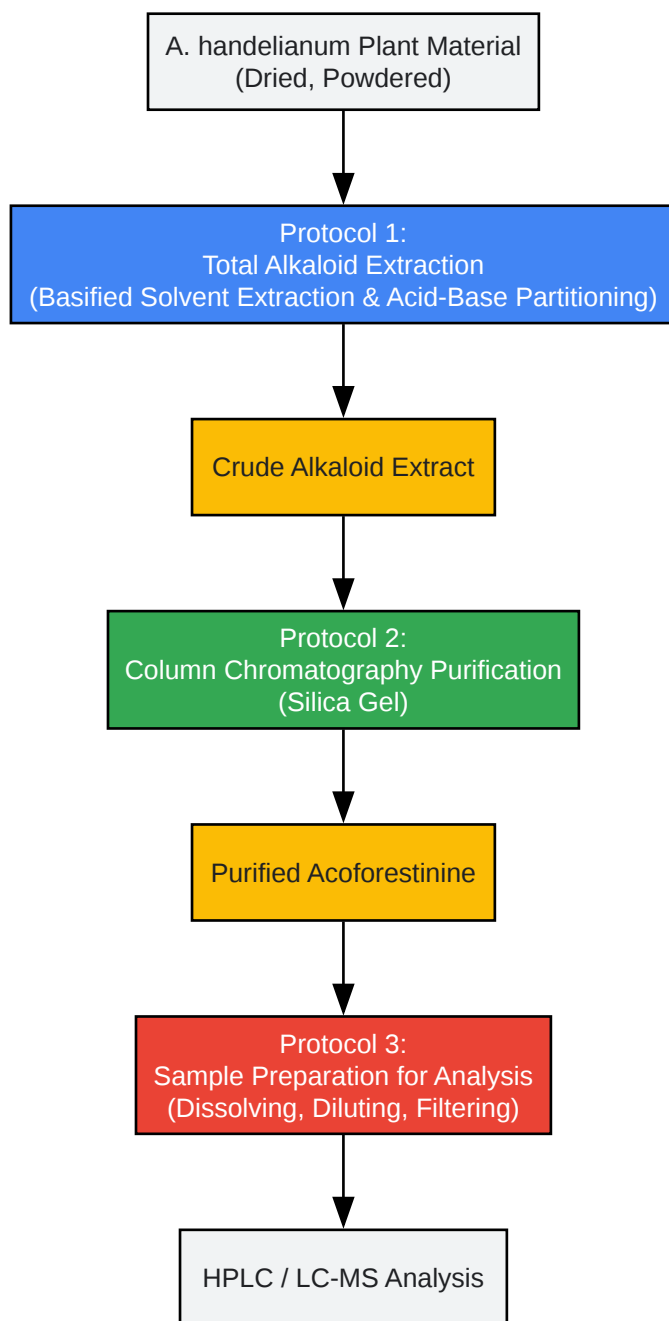 A. handelianum Plant Material
(Dried, Powdered)
Protocol 1:
Total Alkaloid Extraction
(Basified Solvent Extraction & Acid-Base Partitioning)
Crude Alkaloid Extract
Protocol 2:
Column Chromatography Purification
(Silica Gel)
Purified Acoforestinine
Protocol 3:
Sample Preparation for Analysis
(Dissolving, Diluting, Filtering)
HPLC / LC-MS Analysis